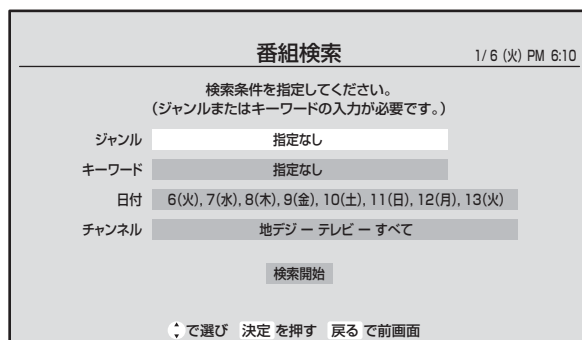 番組検索 1/ 6 (火) PM 6:10
検索条件を指定してください。
（ジャンルまたはキーワードの入力が必要です。）
ジャンル 指定なし
キーワード 指定なし
日付 6(火), 7(水), 8(木), 9(金), 10(土), 11(日), 12(月), 13(火)
チャンネル 地デジ ー テレビ ー すべて
検索開始
で選び 決定 を押す 戻る で前画面